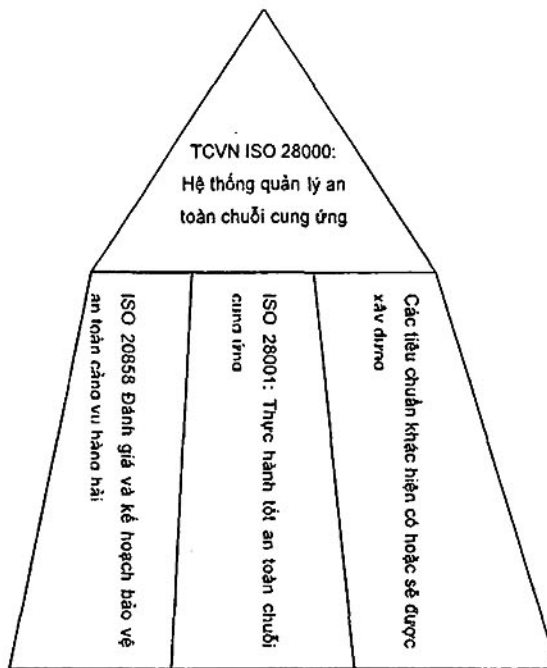 TCVN ISO 28000:
Hệ thống quản lý an
toàn chuỗi cung ứng
ISO 20858 Đánh giá và kế hoạch bảo vệ
an toàn cảng vụ hàng hải
ISO 28001: Thực hành tốt an toàn chuỗi
cung ứng
Các tiêu chuẩn khác hiện có hoặc sẽ được
xây dựng